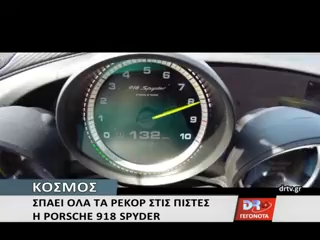 1 2 3 4 5 6 7 8 9 10
918 Spyder
132
drtv.gr
ΚΟΣΜΟΣ
ΣΠΑΕΙ ΟΛΑ ΤΑ ΡΕΚΟΡ ΣΤΙΣ ΠΙΣΤΕΣ
Η PORSCHE 918 SPYDER
DR
ΓΕΓΟΝΟΤΑ